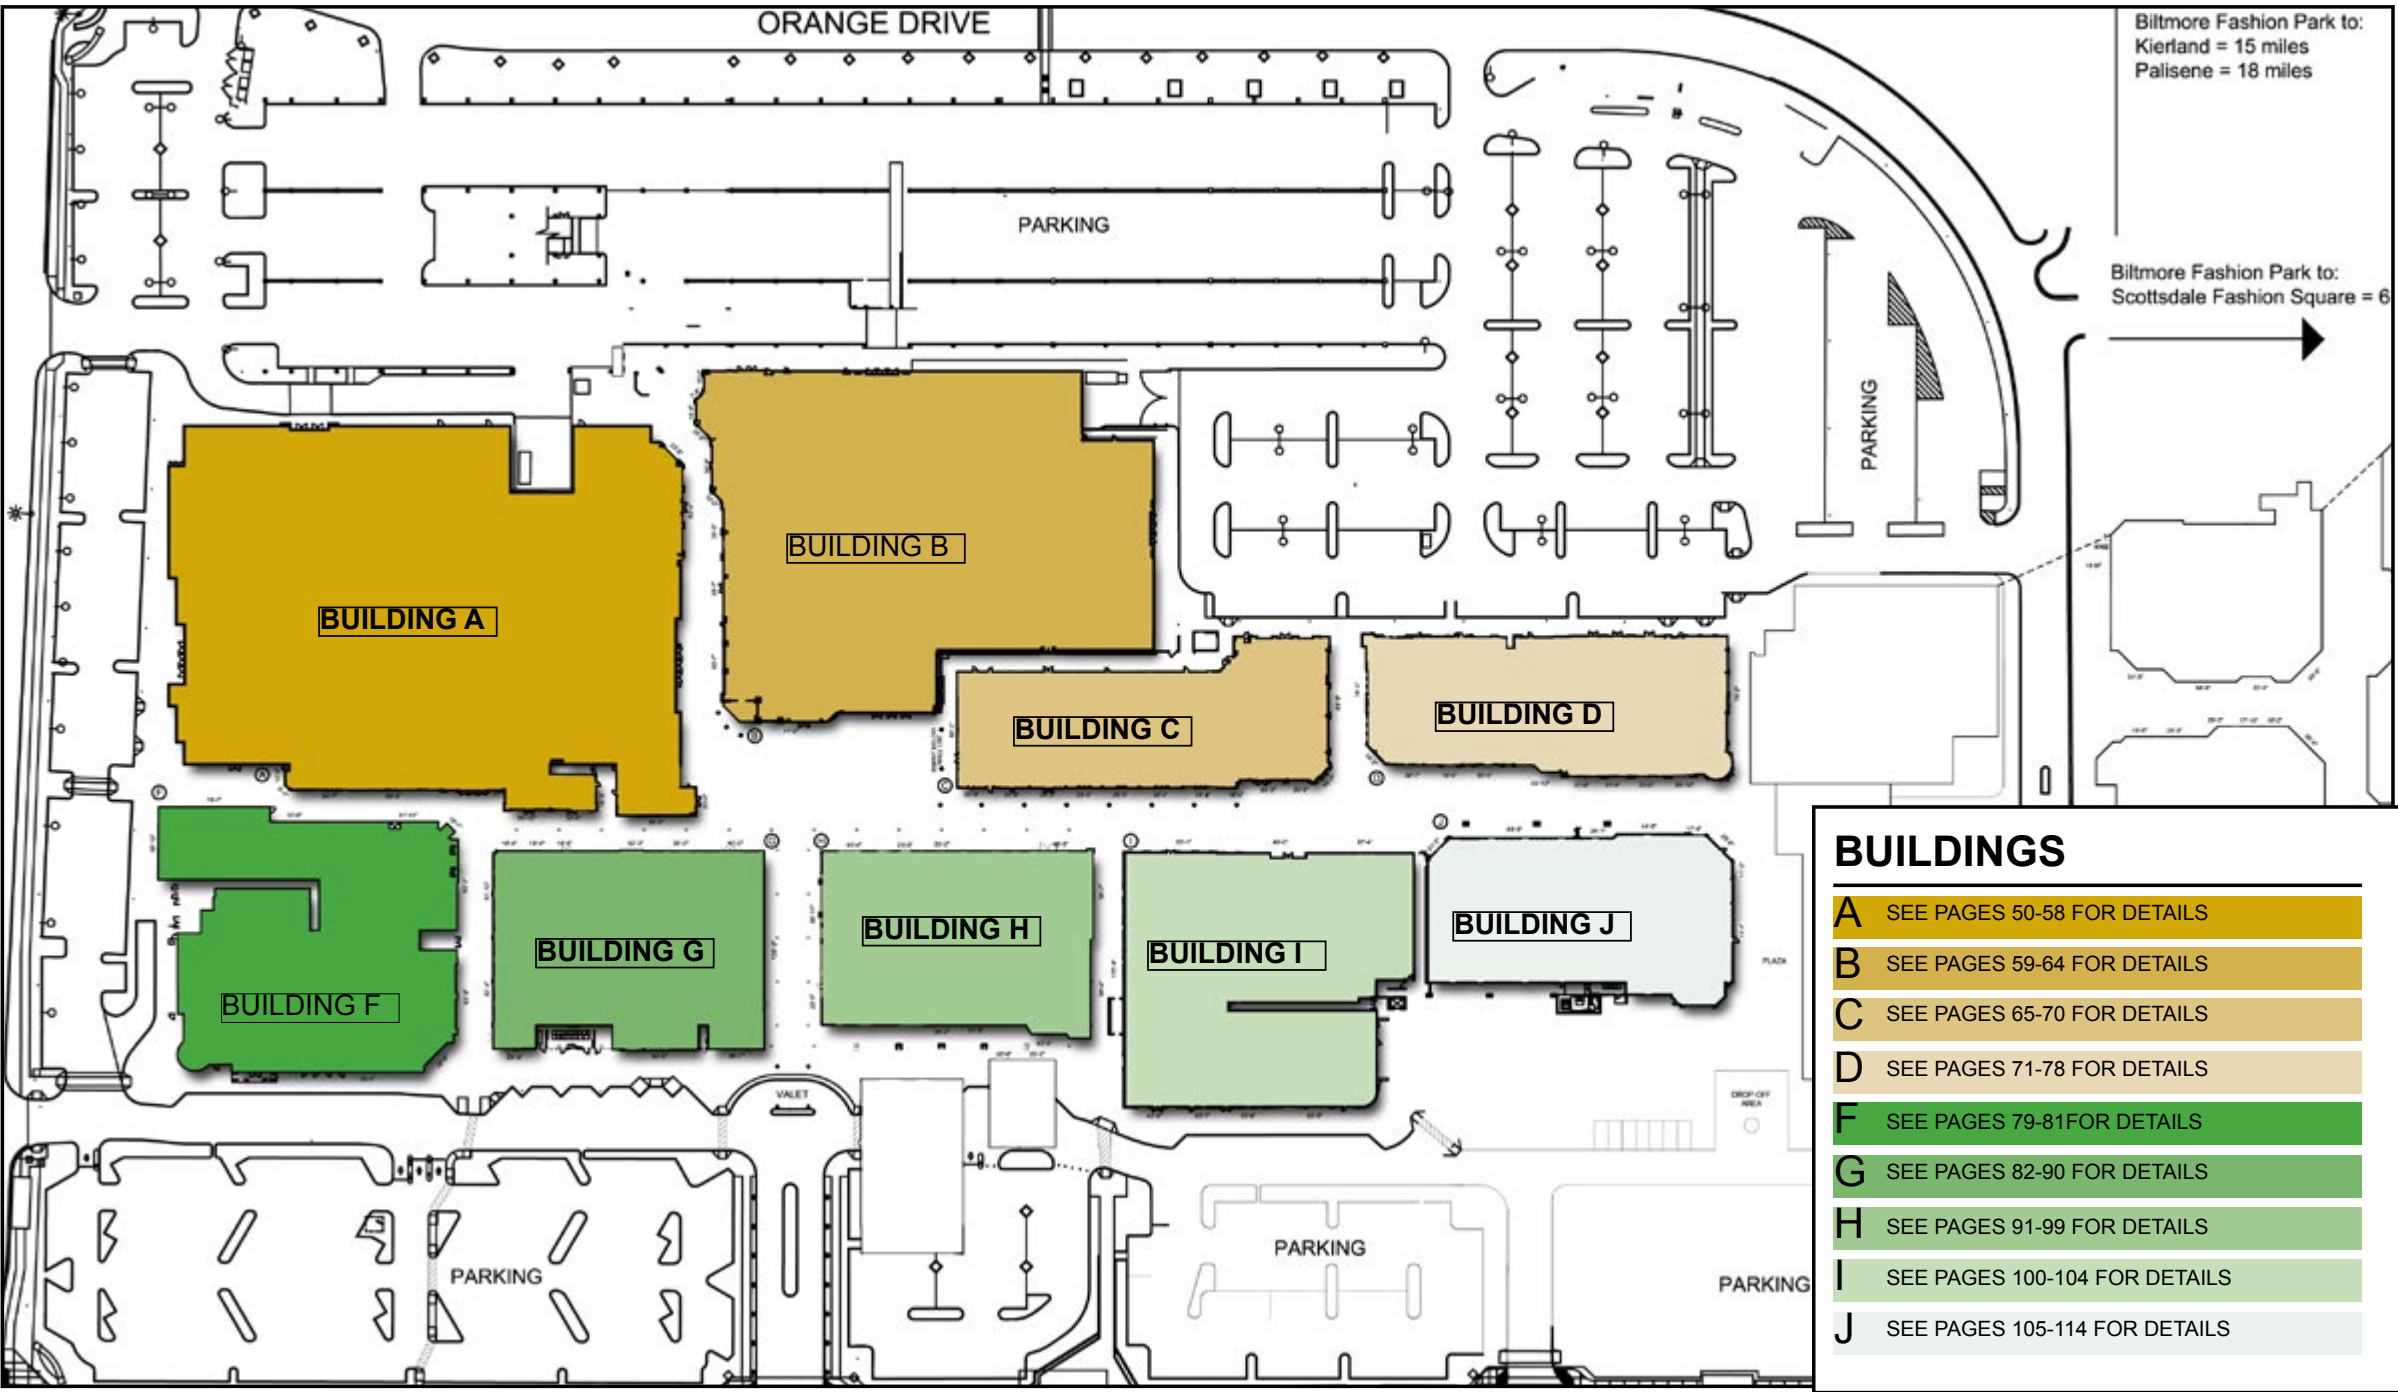 ORANGE DRIVE
Biltmore Fashion Park to:
Kierland = 15 miles
Palisene = 18 miles
PARKING
Biltmore Fashion Park to:
Scottsdale Fashion Square = 6
PARKING
BUILDING B
BUILDING A
BUILDING C
BUILDING D
B
A
C
D
F
G
H
I
J
BUILDING F
BUILDING G
BUILDING H
BUILDING I
BUILDING J
PLAZA
VALET
DROP-OFF
AREA
PARKING
PARKING
PARKING
BUILDINGS
A SEE PAGES 50-58 FOR DETAILS
B SEE PAGES 59-64 FOR DETAILS
C SEE PAGES 65-70 FOR DETAILS
D SEE PAGES 71-78 FOR DETAILS
F SEE PAGES 79-81FOR DETAILS
G SEE PAGES 82-90 FOR DETAILS
H SEE PAGES 91-99 FOR DETAILS
I SEE PAGES 100-104 FOR DETAILS
J SEE PAGES 105-114 FOR DETAILS